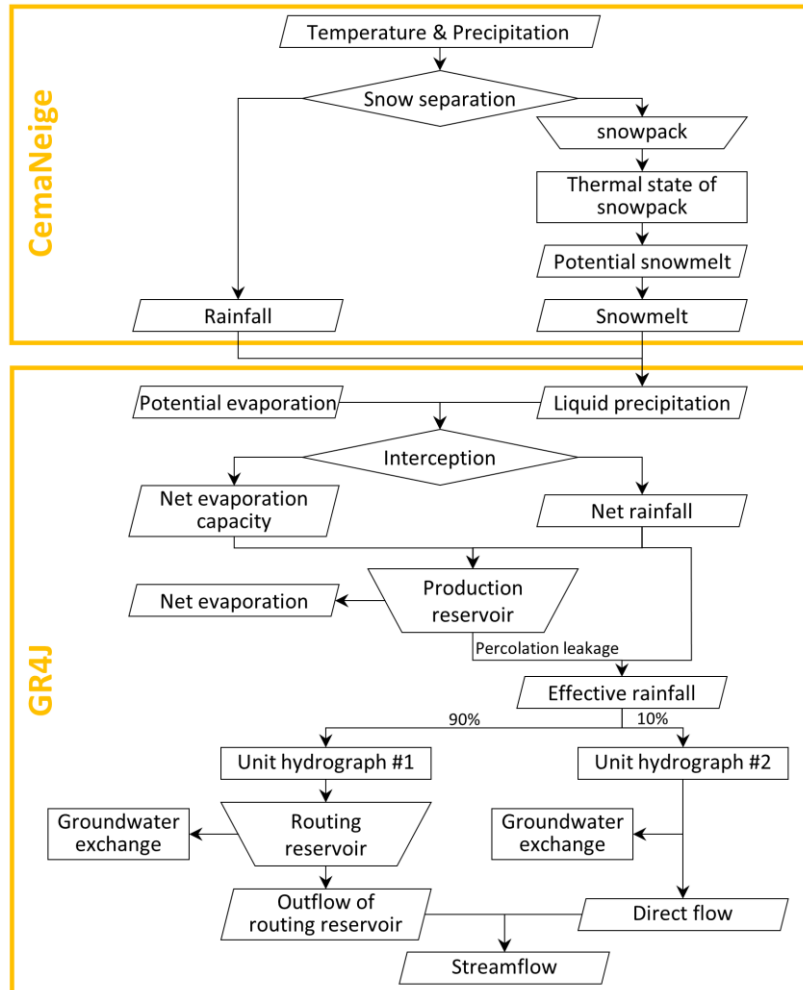 CemaNeige
Temperature & Precipitation
Snow separation
snowpack
Thermal state of
snowpack
Potential snowmelt
Rainfall
Snowmelt
GR4J
Potential evaporation
Liquid precipitation
Interception
Net evaporation
capacity
Net rainfall
Production
reservoir
Net evaporation
Percolation leakage
Effective rainfall
90%
10%
Unit hydrograph #1
Unit hydrograph #2
Groundwater
exchange
Routing
reservoir
Groundwater
exchange
Outflow of
routing reservoir
Direct flow
Streamflow